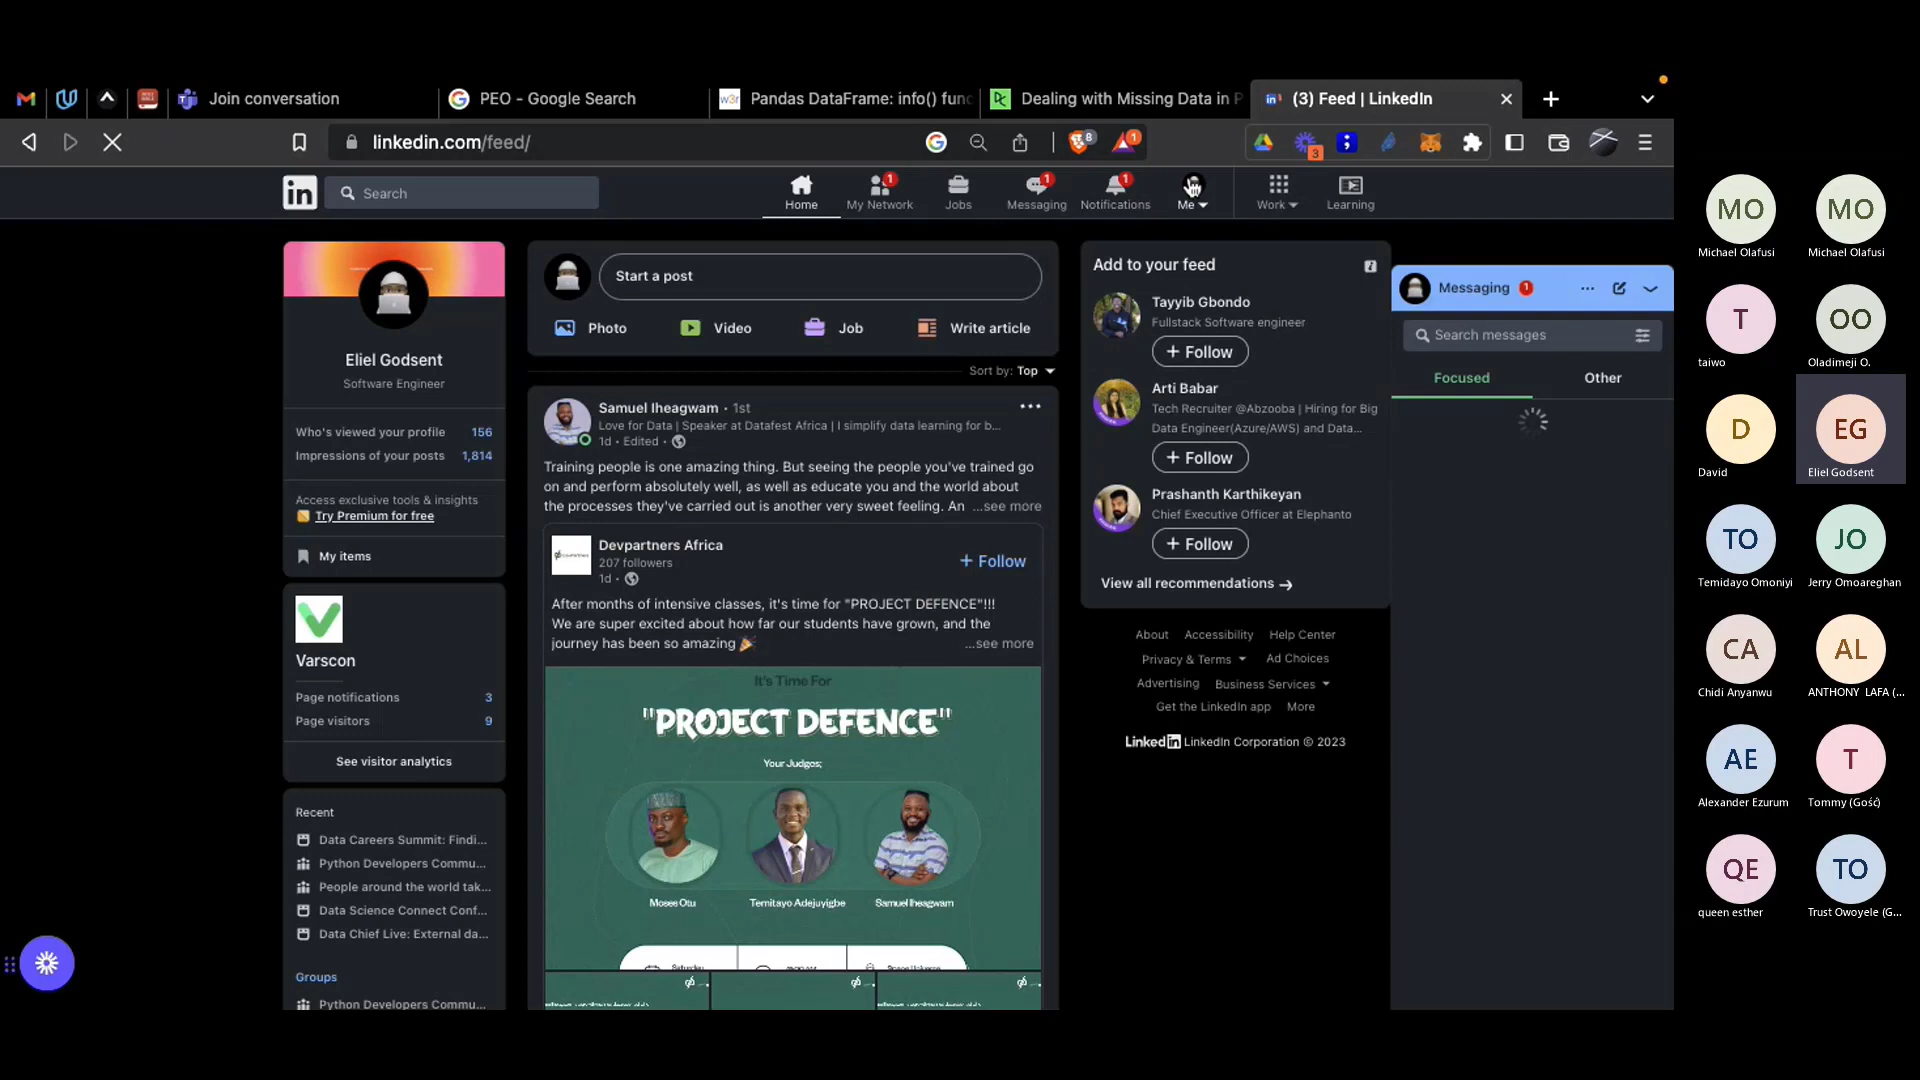 Join conversation
PEO - Google Search
w3r
Pandas DataFrame: info() func
Dealing with Missing Data in P
(3) Feed | LinkedIn
linkedin.com/feed/
8
1
3
in
Search
Home
1
My Network
Jobs
1
Messaging
1
Notifications
Me
Work
Learning
Eliel Godsent
Software Engineer
Who's viewed your profile 156
Impressions of your posts 1,814
Access exclusive tools & insights
Try Premium for free
My items
Varscon
Page notifications 3
Page visitors 9
See visitor analytics
Recent
Data Careers Summit: Findi...
Python Developers Commu...
People around the world tak...
Data Science Connect Conf...
Data Chief Live: External da...
Groups
Python Developers Commu...
Start a post
Photo
Video
Job
Write article
Sort by: Top
Samuel Iheagwam • 1st
Love for Data | Speaker at Datafest Africa | I simplify data learning for b...
1d • Edited •
Training people is one amazing thing. But seeing the people you've trained go
on and perform absolutely well, as well as educate you and the world about
the processes they've carried out is another very sweet feeling. An ...see more
Devpartners Africa
207 followers
1d •
+ Follow
After months of intensive classes, it's time for "PROJECT DEFENCE"!!!
We are super excited about how far our students have grown, and the
journey has been so amazing 🎉 ...see more
It's Time For
"PROJECT DEFENCE"
Your Judges;
Moses Otu
Temitayo Adejuyigbe
Samuel Iheagwam
Saturday
Add to your feed
Tayyib Gbondo
Fullstack Software engineer
+ Follow
Arti Babar
Tech Recruiter @Abzooba | Hiring for Big
Data Engineer(Azure/AWS) and Data...
+ Follow
Prashanth Karthikeyan
Chief Executive Officer at Elephanto
+ Follow
View all recommendations →
About Accessibility Help Center
Privacy & Terms Ad Choices
Advertising Business Services
Get the LinkedIn app More
LinkedIn LinkedIn Corporation © 2023
Messaging 1
Search messages
Focused
Other
MO
Michael Olafusi
MO
Michael Olafusi
T
taiwo
OO
Oladimeji O.
D
David
EG
Eliel Godsent
TO
Temidayo Omoniyi
JO
Jerry Omoareghan
CA
Chidi Anyanwu
AL
ANTHONY LAFA (...
AE
Alexander Ezurum
T
Tommy (Gość)
QE
queen esther
TO
Trust Owoyele (G...